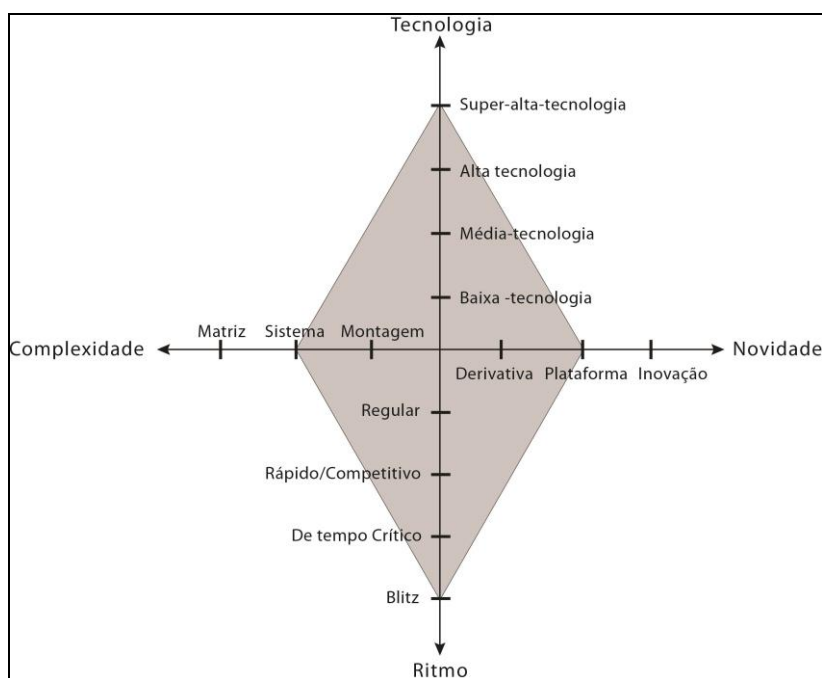 Tecnologia
Super-alta-tecnologia
Alta tecnologia
Média-tecnologia
Baixa -tecnologia
Matriz Sistema Montagem
Complexidade Novidade
Derivativa Plataforma Inovação
Regular
Rápido/Competitivo
De tempo Crítico
Blitz
Ritmo